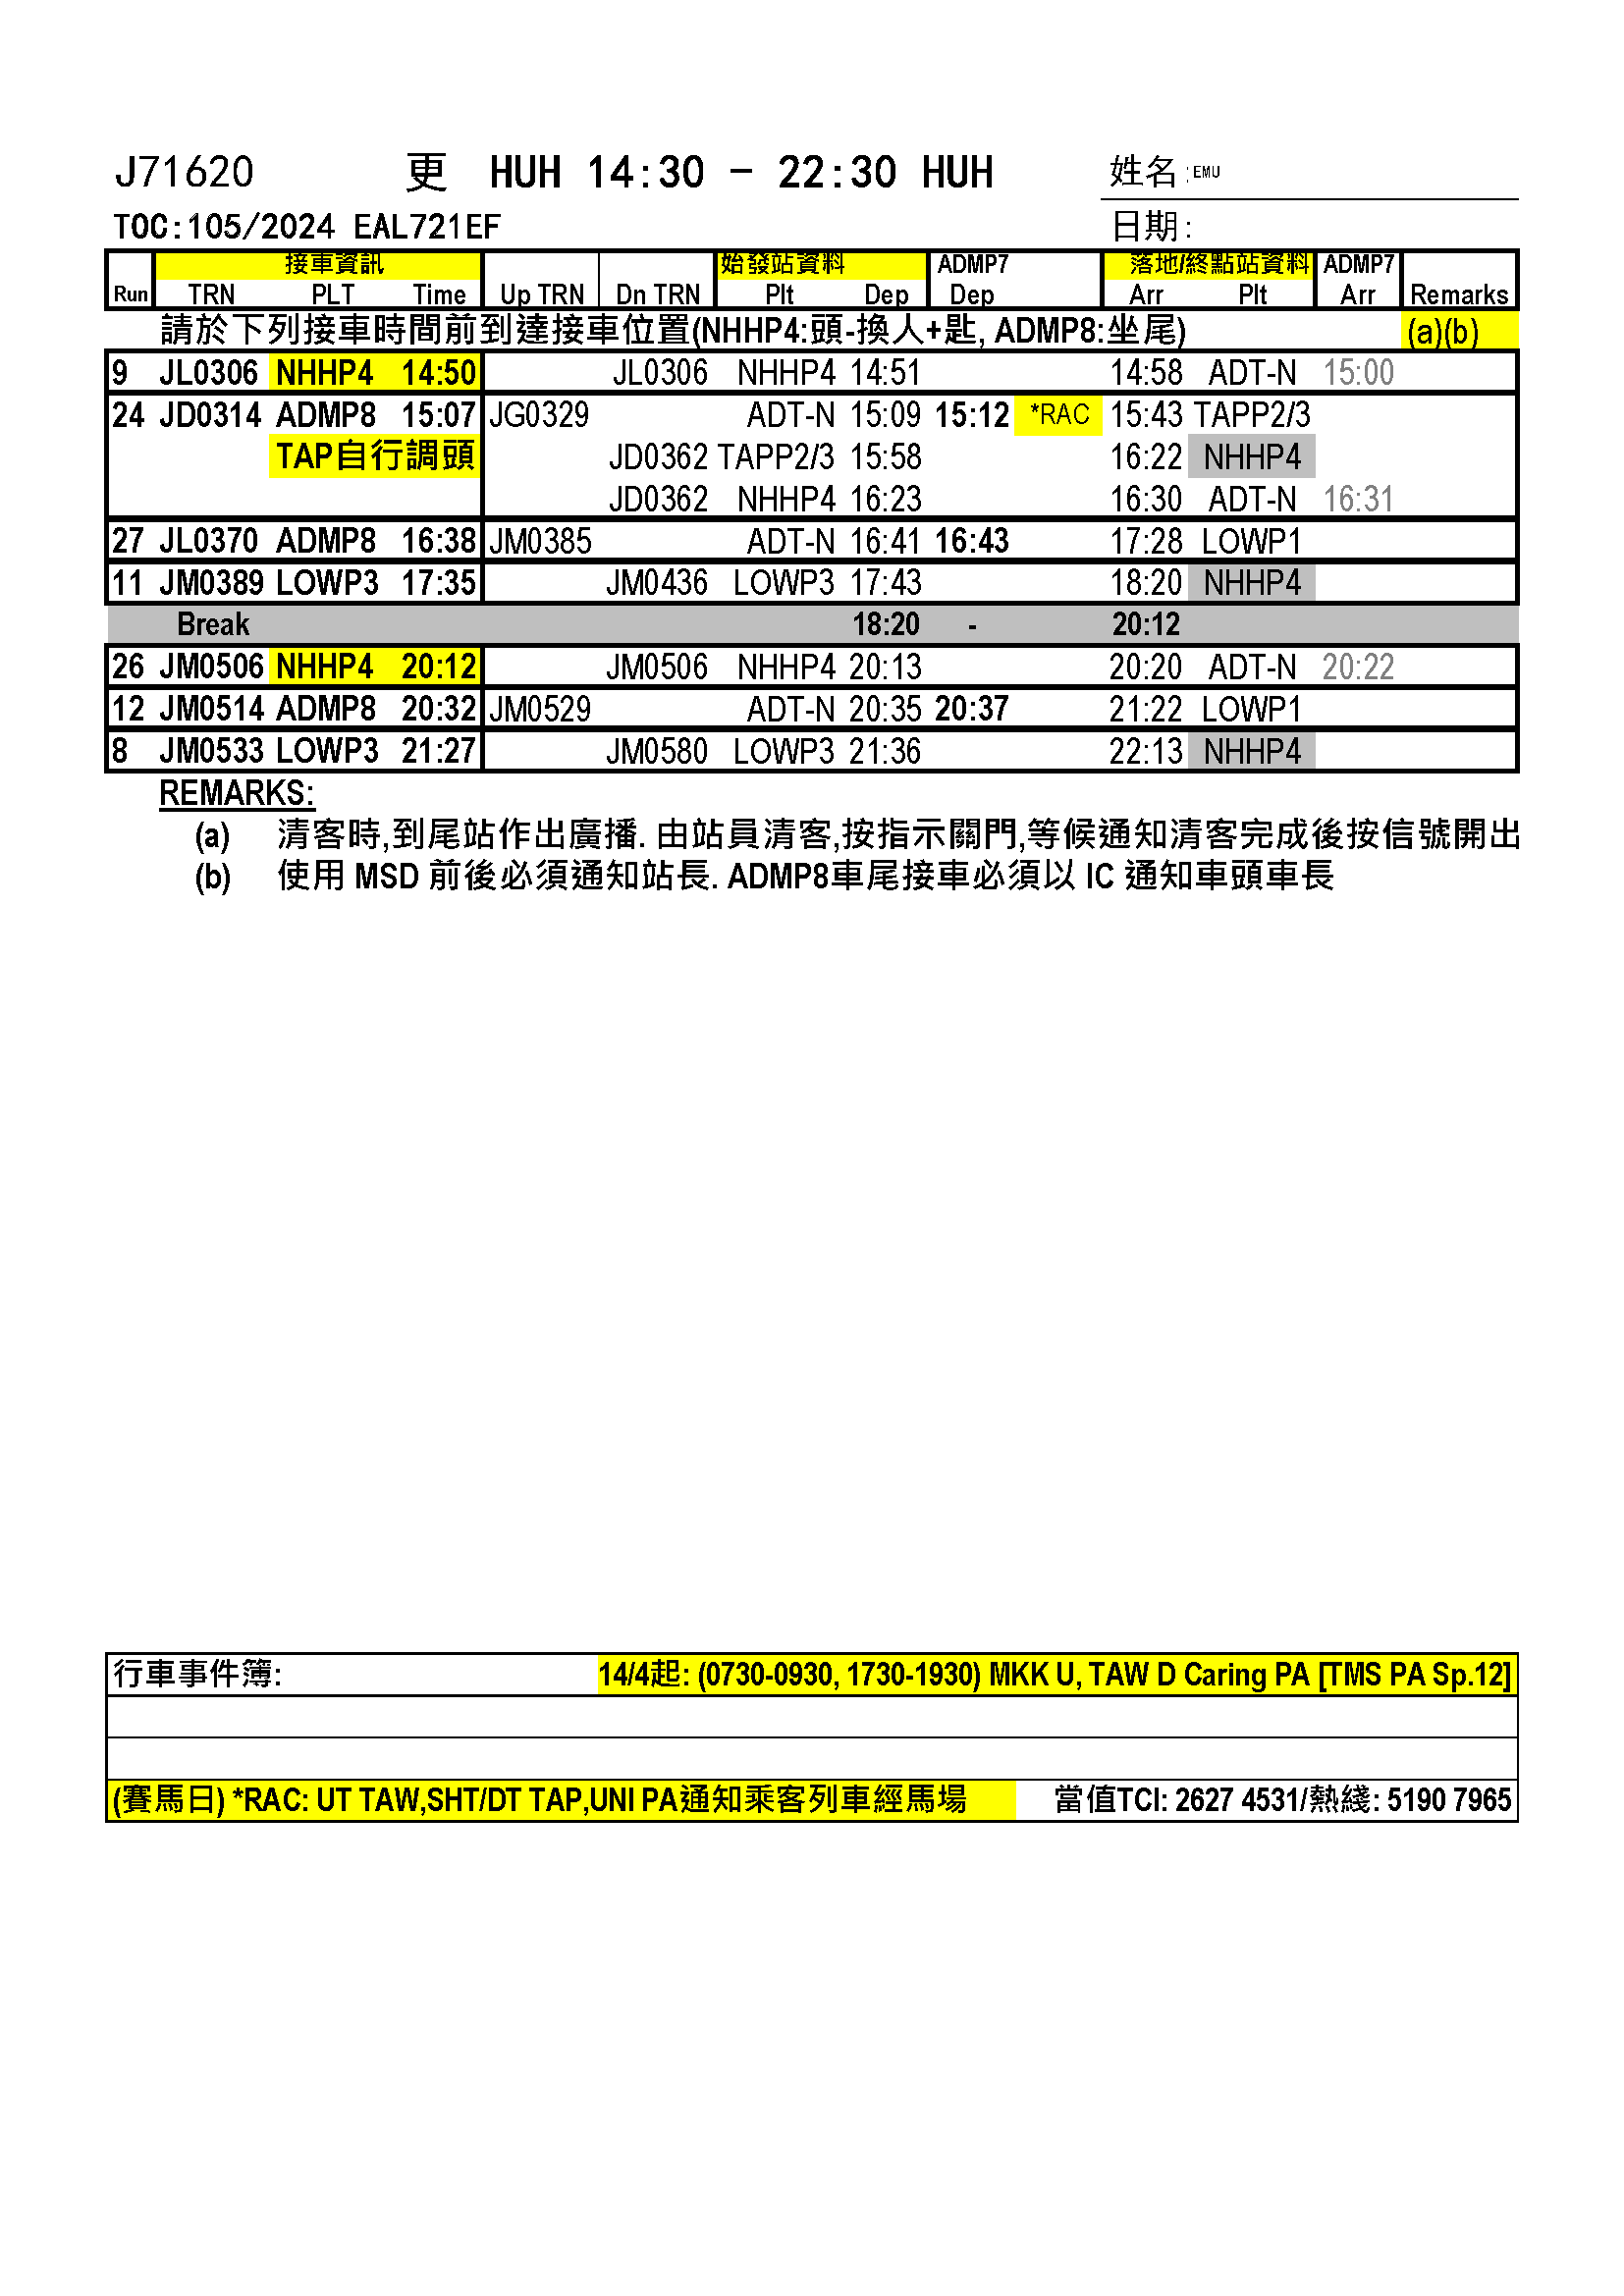 J71620 更 HUH 14:30 - 22:30 HUH 姓名:EMU
TOC:105/2024 EAL721EF 日期:
接車資訊 始發站資料 ADMP7 落地/終點站資料 ADMP7
Run TRN PLT Time Up TRN Dn TRN Plt Dep Dep Arr Plt Arr Remarks
請於下列接車時間前到達接車位置(NHHP4:頭-換人+匙, ADMP8:坐尾) (a)(b)
9 JL0306 NHHP4 14:50 JL0306 NHHP4 14:51 14:58 ADT-N 15:00
24 JD0314 ADMP8 15:07 JG0329 ADT-N 15:09 15:12 *RAC 15:43 TAPP2/3
TAP自行調頭 JD0362 TAPP2/3 15:58 16:22 NHHP4
JD0362 NHHP4 16:23 16:30 ADT-N 16:31
27 JL0370 ADMP8 16:38 JM0385 ADT-N 16:41 16:43 17:28 LOWP1
11 JM0389 LOWP3 17:35 JM0436 LOWP3 17:43 18:20 NHHP4
Break 18:20 - 20:12
26 JM0506 NHHP4 20:12 JM0506 NHHP4 20:13 20:20 ADT-N 20:22
12 JM0514 ADMP8 20:32 JM0529 ADT-N 20:35 20:37 21:22 LOWP1
8 JM0533 LOWP3 21:27 JM0580 LOWP3 21:36 22:13 NHHP4
REMARKS:
(a) 清客時,到尾站作出廣播. 由站員清客,按指示關門,等候通知清客完成後按信號開出
(b) 使用 MSD 前後必須通知站長. ADMP8車尾接車必須以 IC 通知車頭車長
行車事件簿: 14/4起: (0730-0930, 1730-1930) MKK U, TAW D Caring PA [TMS PA Sp.12]
(賽馬日) *RAC: UT TAW,SHT/DT TAP,UNI PA通知乘客列車經馬場 當值TCI: 2627 4531/熱綫: 5190 7965